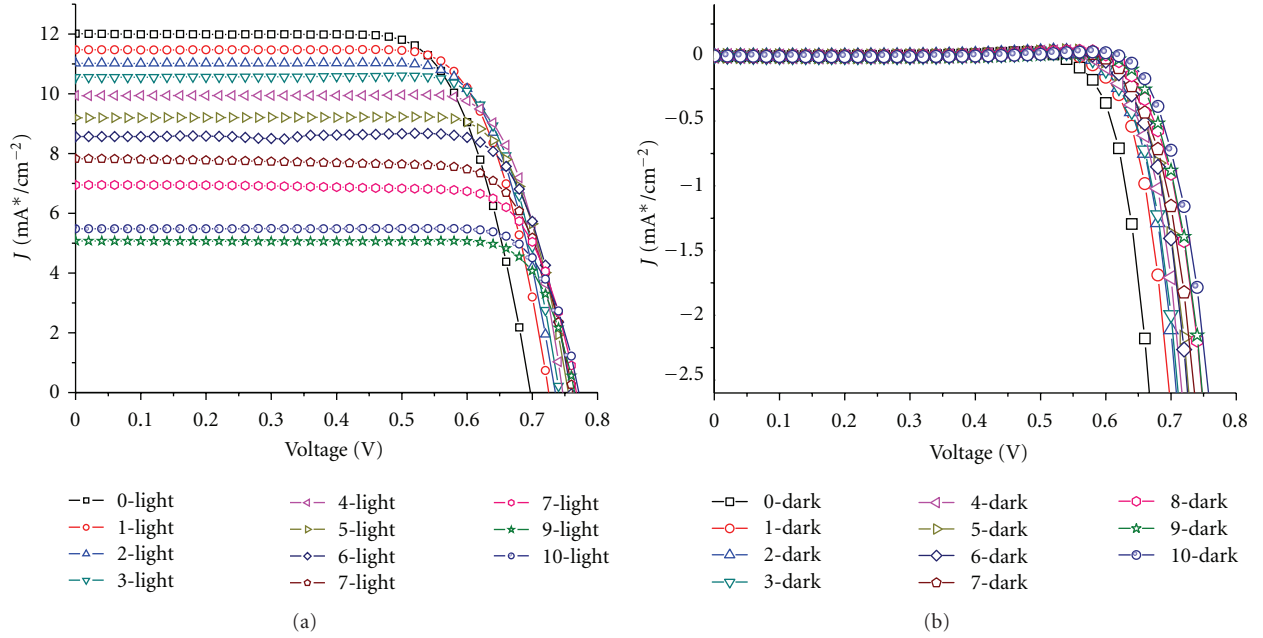 12
10
8
6
4
2
0
J (mA*/cm−2)
0 0.1 0.2 0.3 0.4 0.5 0.6 0.7 0.8
Voltage (V)
0-light
1-light
2-light
3-light
4-light
5-light
6-light
7-light
7-light
9-light
10-light
(a)
0
−0.5
−1
−1.5
−2
−2.5
J (mA*/cm−2)
0 0.1 0.2 0.3 0.4 0.5 0.6 0.7 0.8
Voltage (V)
0-dark
1-dark
2-dark
3-dark
4-dark
5-dark
6-dark
7-dark
8-dark
9-dark
10-dark
(b)